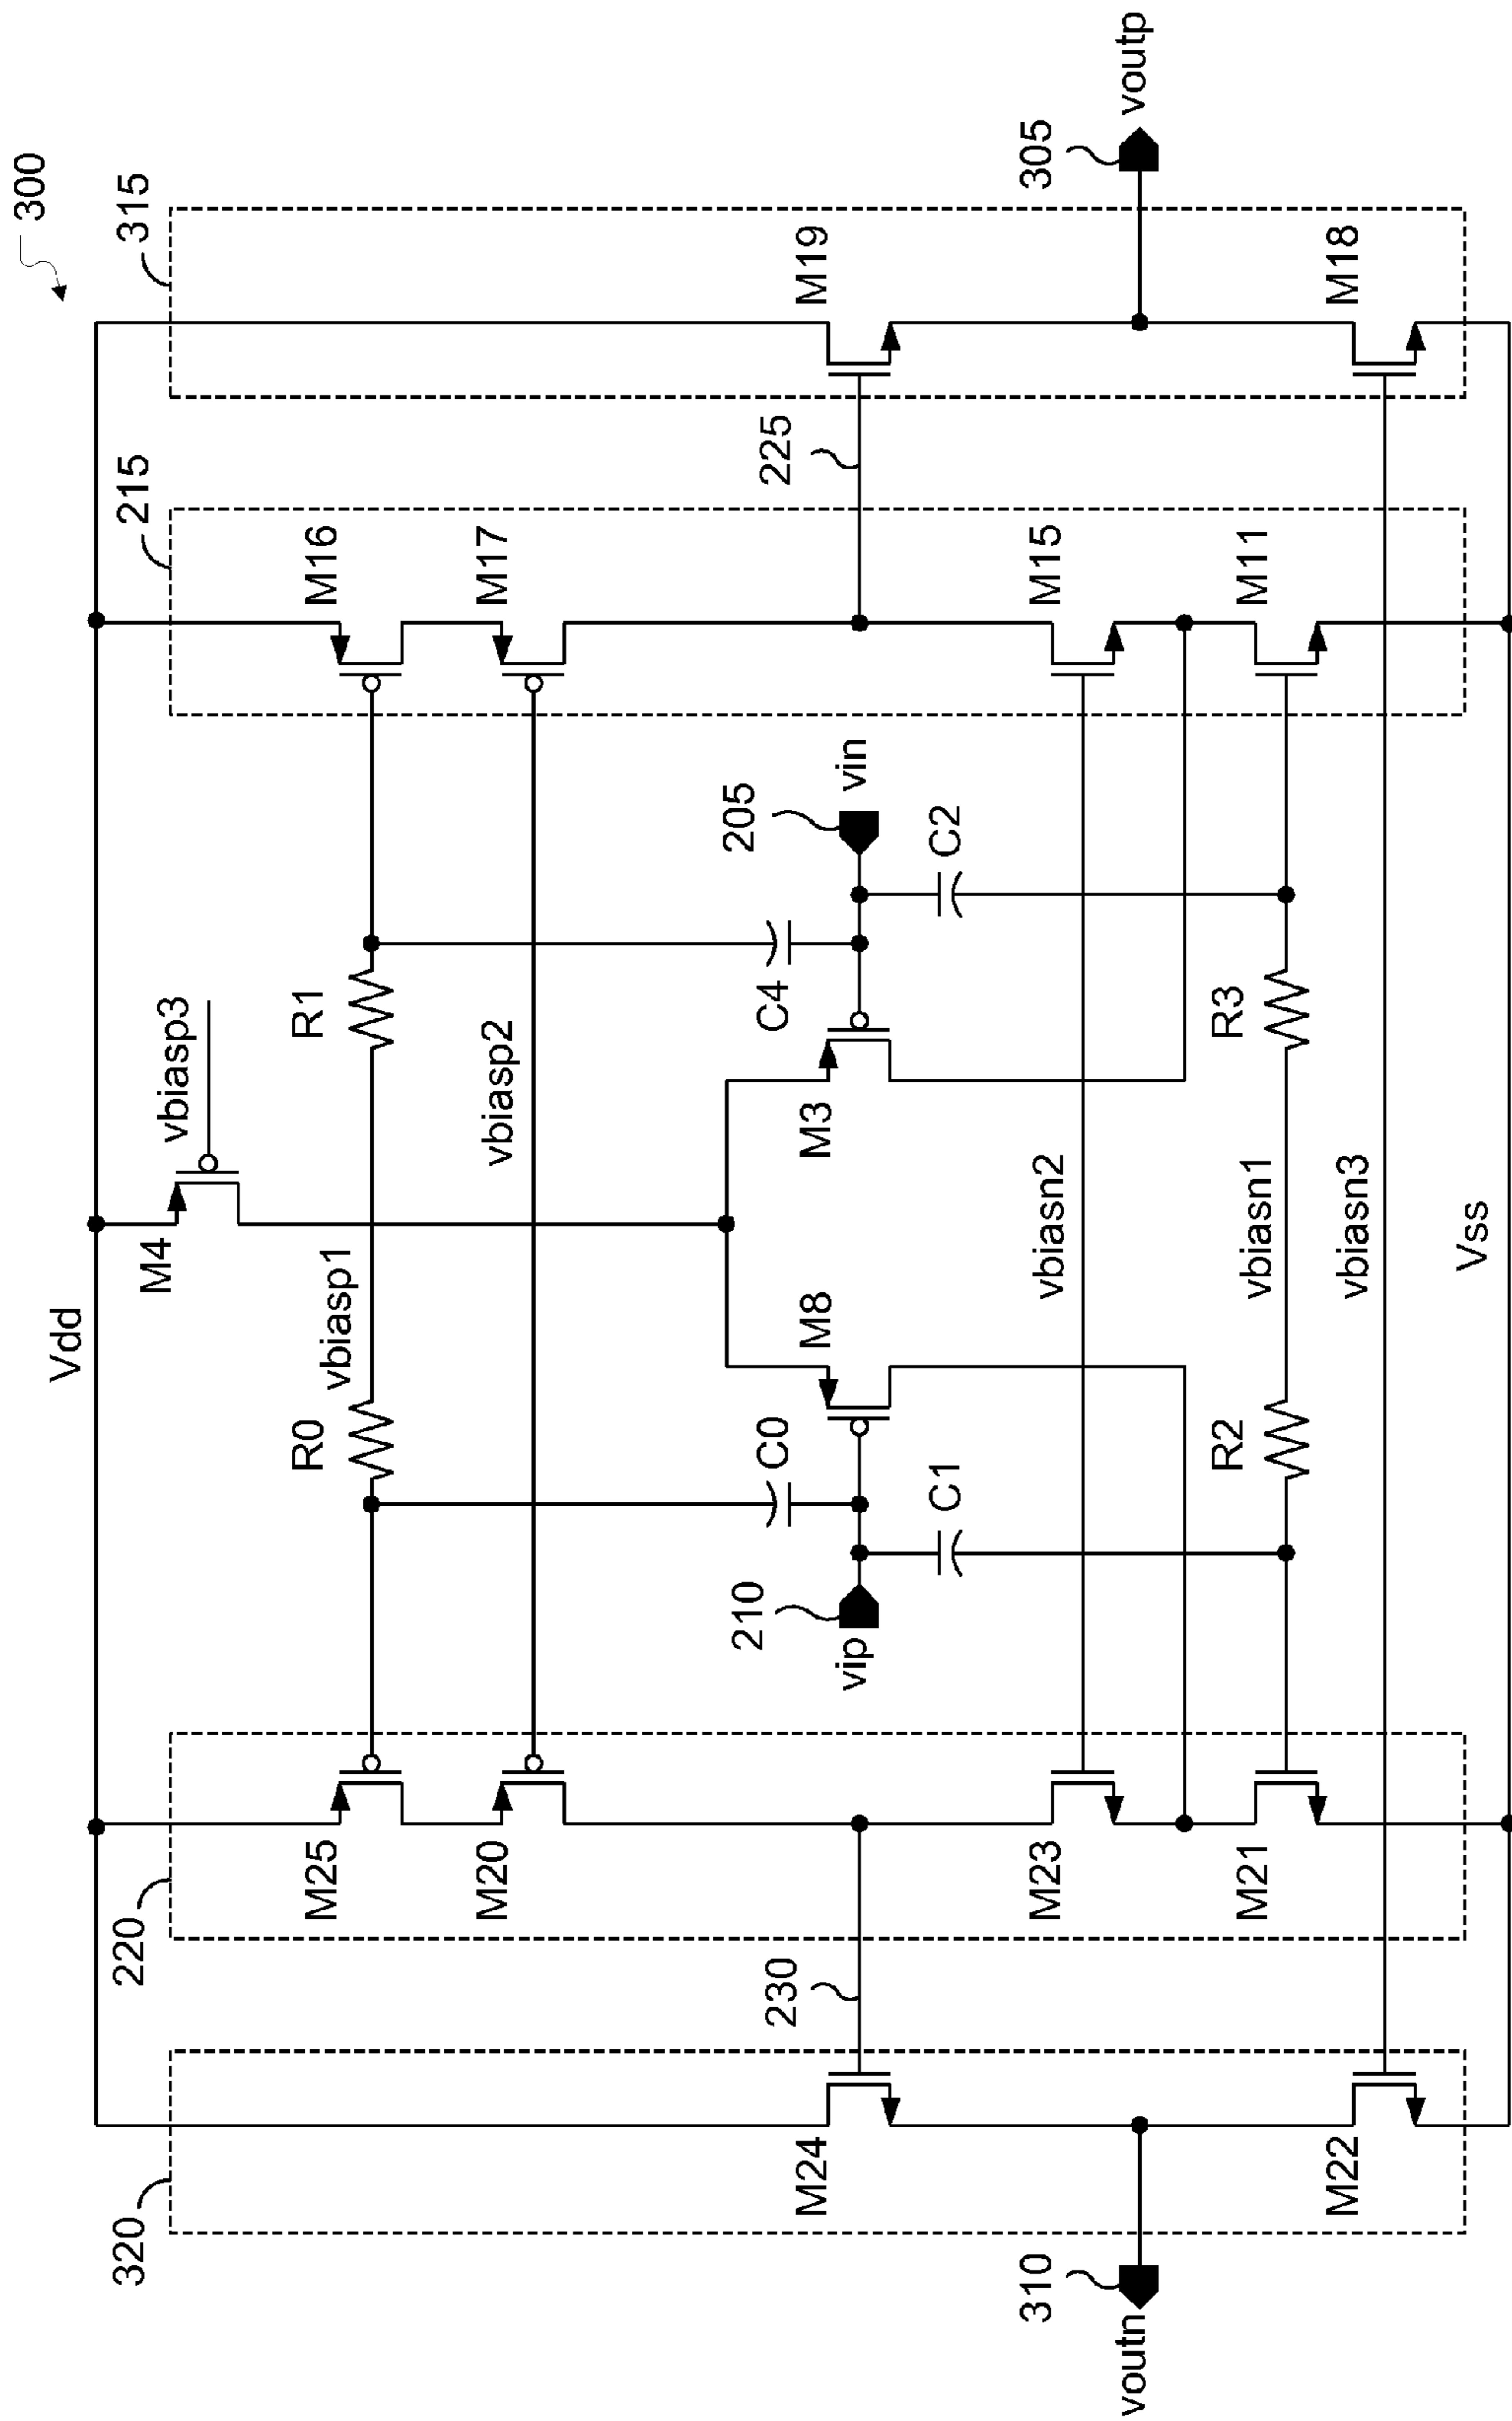 300
320
220
215
315
Vdd
M4
vbiasp3
M25
R0
vbiasp1
R1
M16
M20
vbiasp2
M17
230
210
C0
C4
205
225
M24
vip
M8
M3
vin
M19
C1
C2
310
M23
vbiasn2
M15
305
voutn
voutp
M21
R2
vbiasn1
R3
M11
M22
vbiasn3
M18
Vss